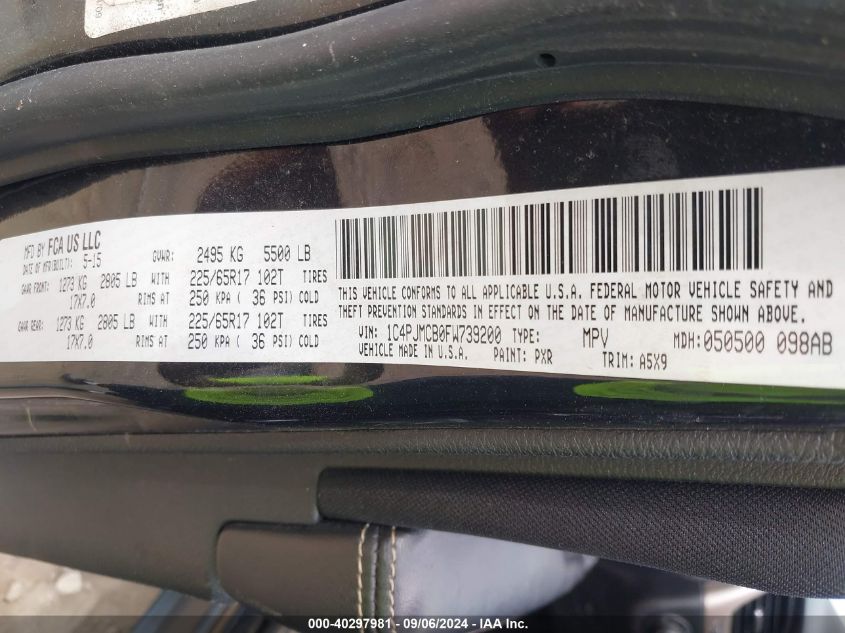 MFD BY FCA US LLC
DATE OF MFR(BUILT): 5-15 GVWR: 2495 KG 5500 LB
GAWR FRONT: 1273 KG 2805 LB WITH 225/65R17 102T TIRES
17X7.0 RIMS AT 250 KPA ( 36 PSI) COLD
GAWR REAR: 1273 KG 2805 LB WITH 225/65R17 102T TIRES
17X7.0 RIMS AT 250 KPA ( 36 PSI) COLD
THIS VEHICLE CONFORMS TO ALL APPLICABLE U.S.A. FEDERAL MOTOR VEHICLE SAFETY AND
THEFT PREVENTION STANDARDS IN EFFECT ON THE DATE OF MANUFACTURE SHOWN ABOVE.
VIN: 1C4PJMCB0FW739200 TYPE: MPV MDH: 050500 098AB
VEHICLE MADE IN U.S.A. PAINT: PXR TRIM: A5X9
000-40297981 - 09/06/2024 - IAA Inc.